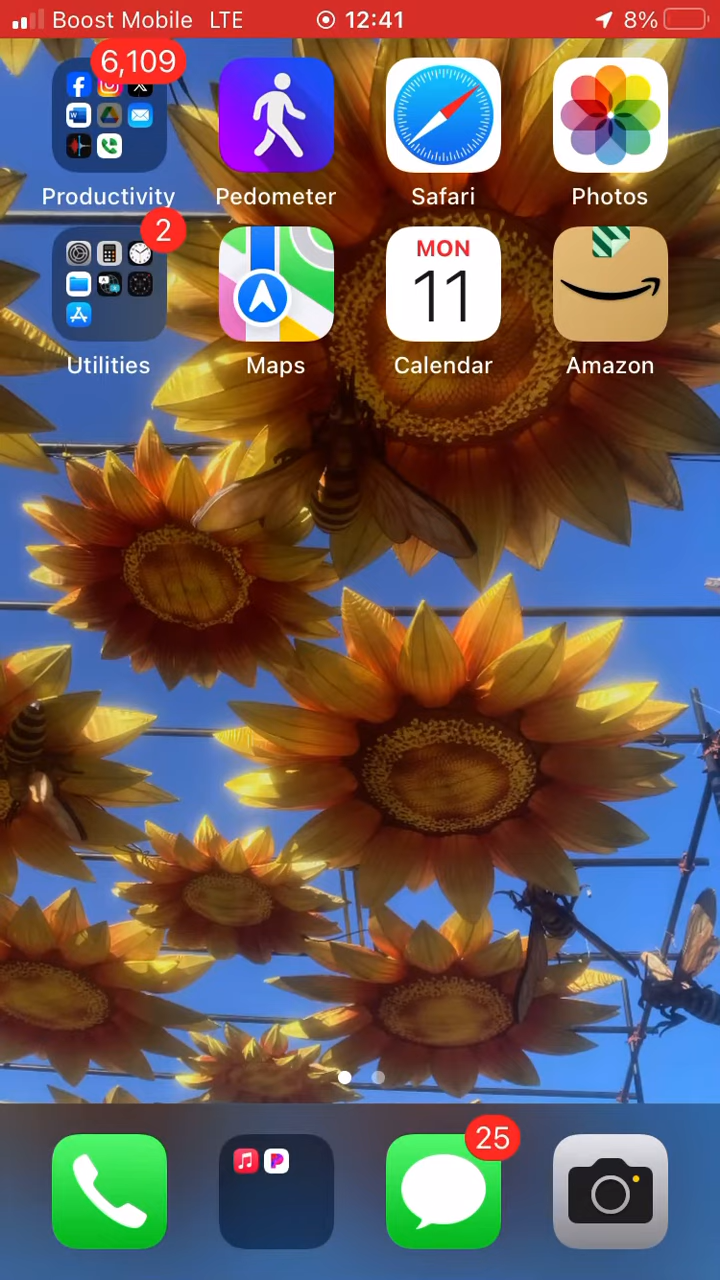 Boost Mobile LTE 12:41 8%
6,109
Productivity Pedometer Safari Photos
2
MON
11
Utilities Maps Calendar Amazon
25